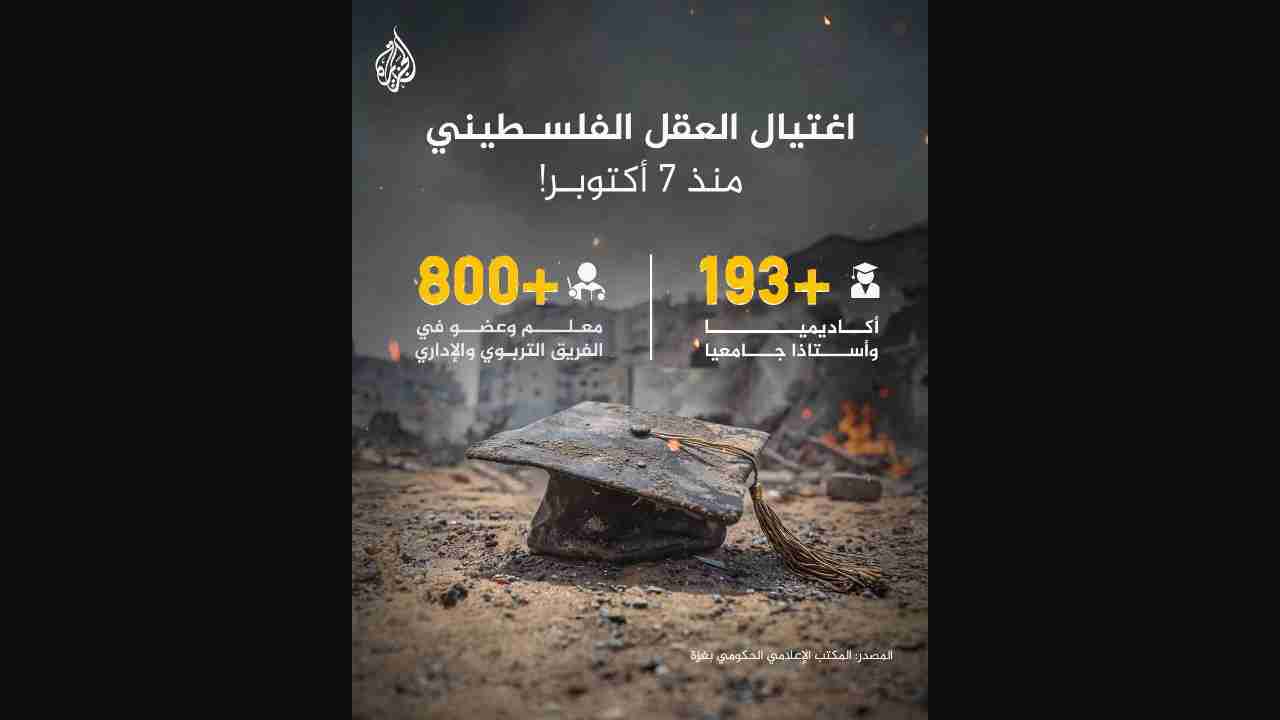 الجزيرة
اغتيال العقل الفلسطيني
منذ 7 أكتوبر!
193+
أكاديميا
وأستاذا جامعيا
800+
معلم وعضو في
الفريق التربوي والإداري
المصدر: المكتب الإعلامي الحكومي بغزة